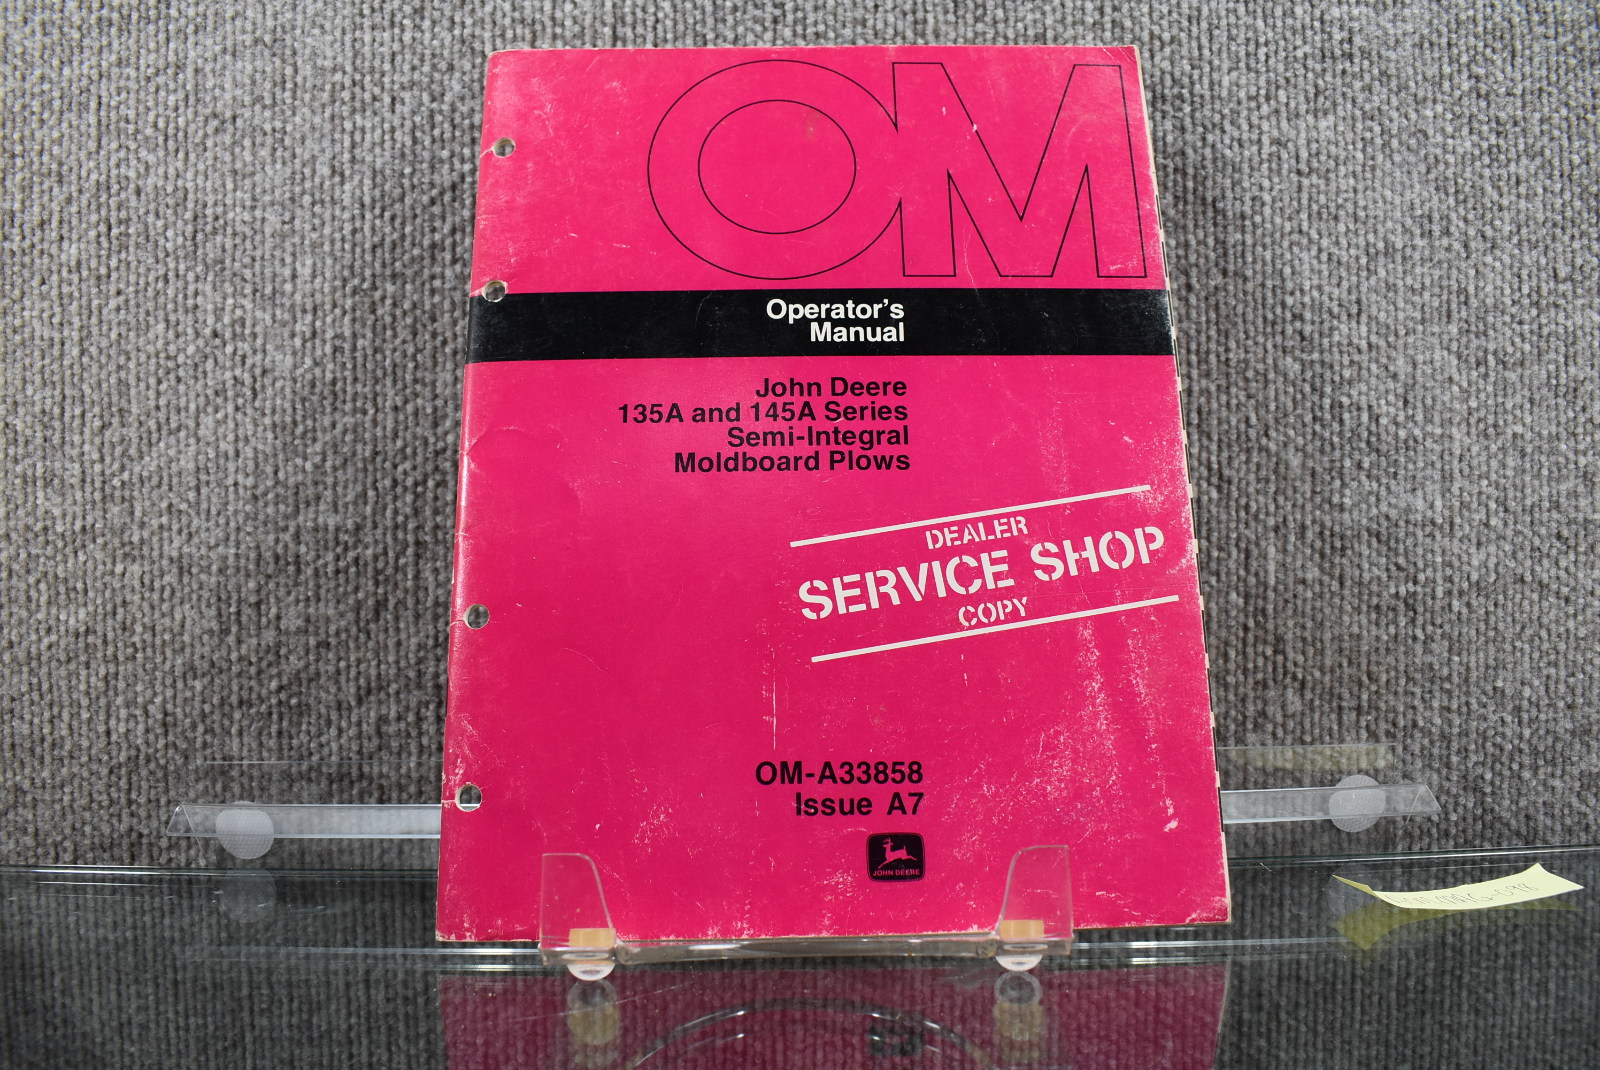 OM
Operator's
Manual
John Deere
135A and 145A Series
Semi-Integral
Moldboard Plows
DEALER
SERVICE SHOP
COPY
OM-A33858
Issue A7
JOHN DEERE